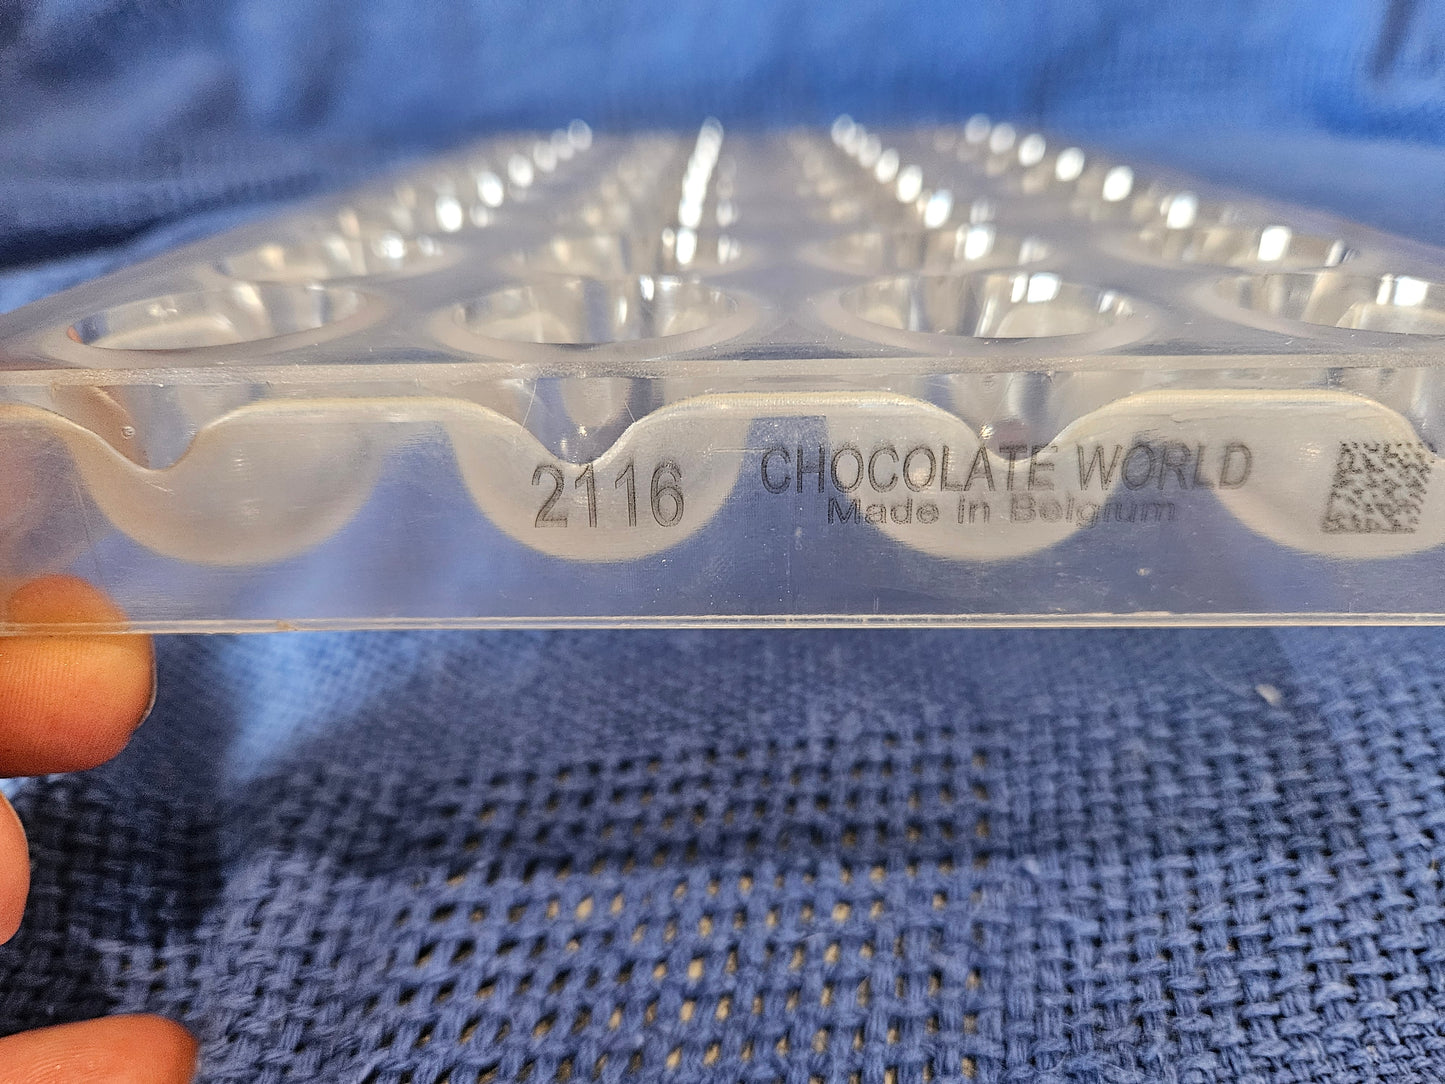 2116
CHOCOLATE WORLD
Made in Belgium